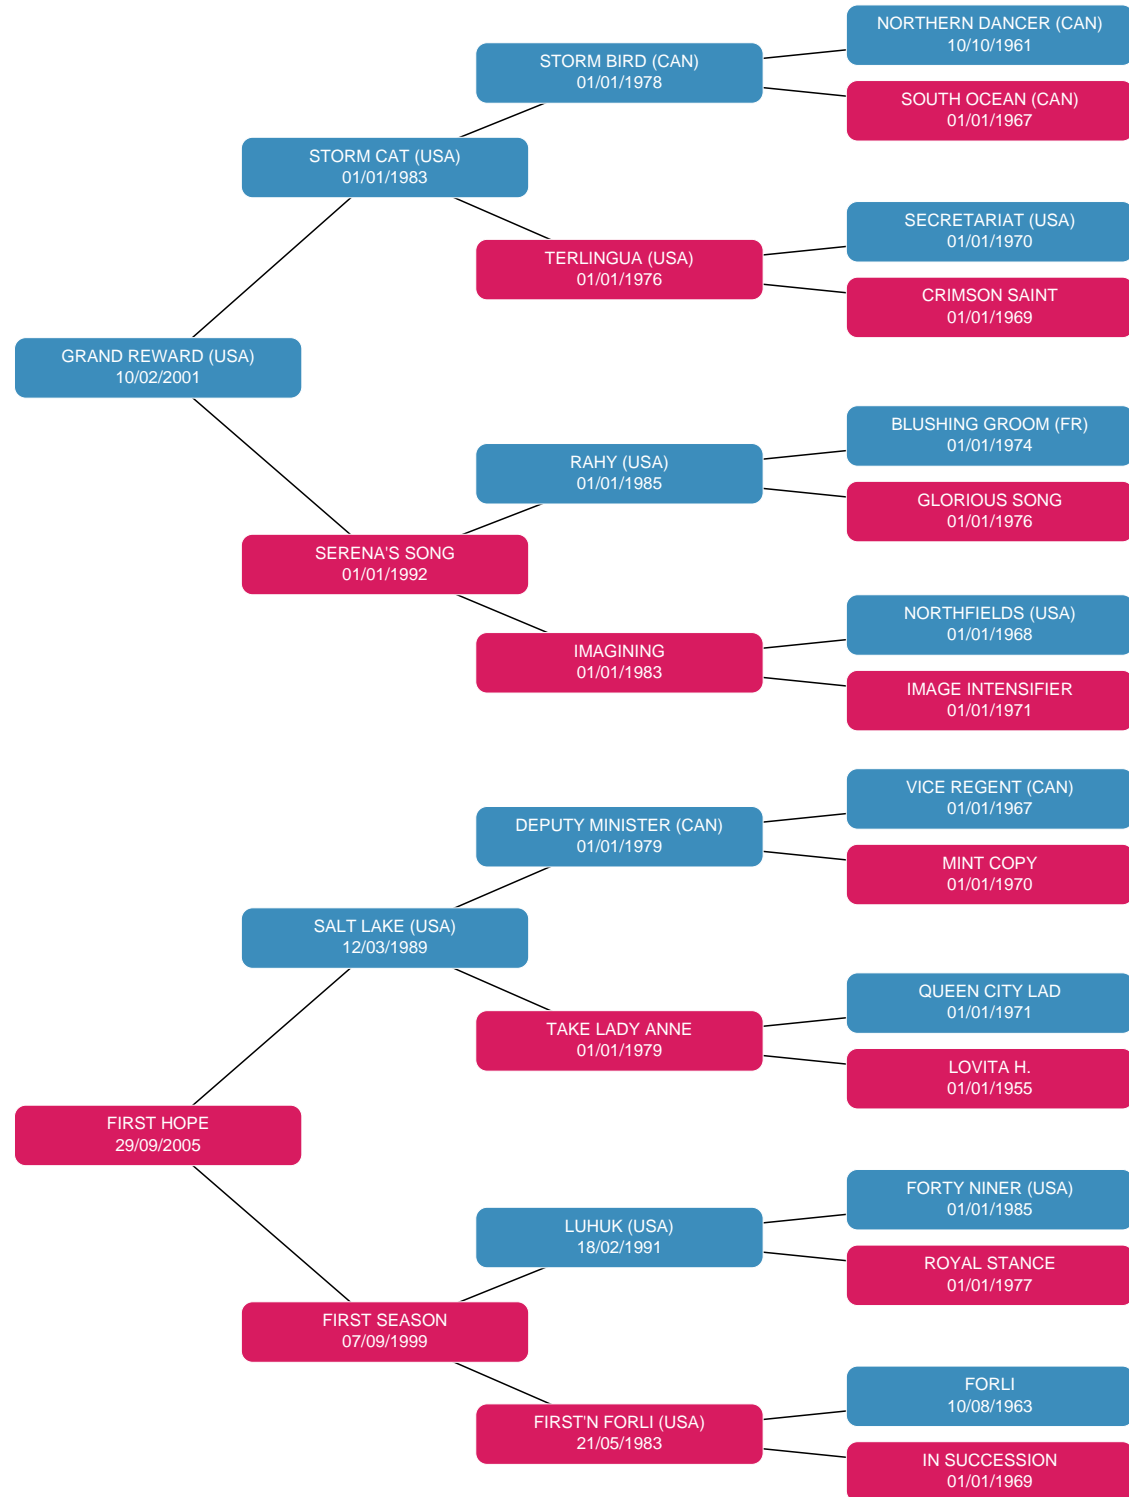 NORTHERN DANCER (CAN)
10/10/1961
STORM BIRD (CAN)
01/01/1978
SOUTH OCEAN (CAN)
01/01/1967
STORM CAT (USA)
01/01/1983
SECRETARIAT (USA)
01/01/1970
TERLINGUA (USA)
01/01/1976
CRIMSON SAINT
01/01/1969
GRAND REWARD (USA)
10/02/2001
BLUSHING GROOM (FR)
01/01/1974
RAHY (USA)
01/01/1985
GLORIOUS SONG
01/01/1976
SERENA'S SONG
01/01/1992
NORTHFIELDS (USA)
01/01/1968
IMAGINING
01/01/1983
IMAGE INTENSIFIER
01/01/1971
VICE REGENT (CAN)
01/01/1967
DEPUTY MINISTER (CAN)
01/01/1979
MINT COPY
01/01/1970
SALT LAKE (USA)
12/03/1989
QUEEN CITY LAD
01/01/1971
TAKE LADY ANNE
01/01/1979
LOVITA H.
01/01/1955
FIRST HOPE
29/09/2005
FORTY NINER (USA)
01/01/1985
LUHUK (USA)
18/02/1991
ROYAL STANCE
01/01/1977
FIRST SEASON
07/09/1999
FORLI
10/08/1963
FIRST'N FORLI (USA)
21/05/1983
IN SUCCESSION
01/01/1969